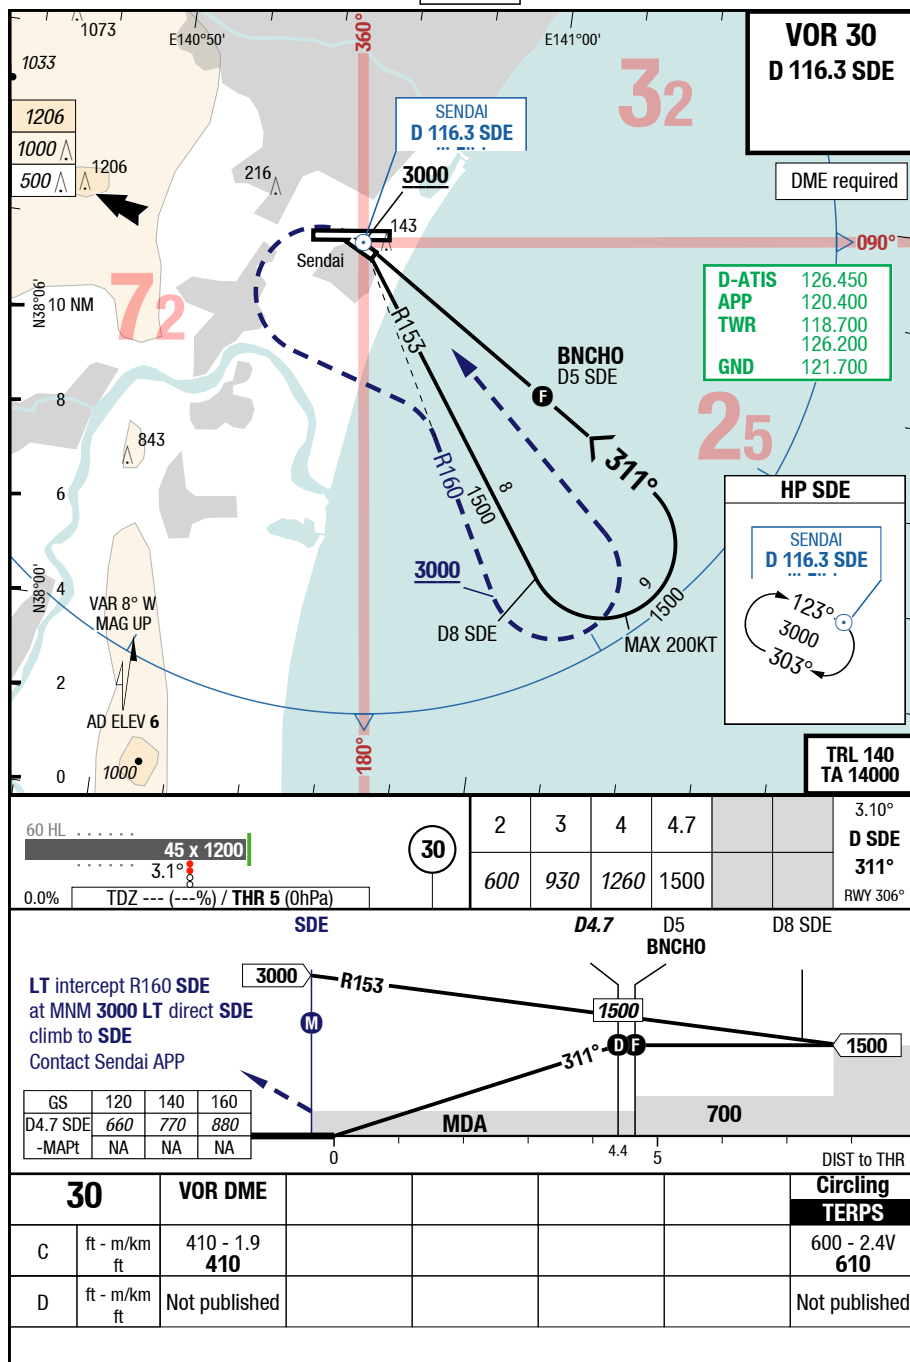 1073
E140°50'
360°
E141°00'
VOR 30
D 116.3 SDE
1033
32
SENDAI
D 116.3 SDE
1206
1000
500
1206
216
3000
DME required
143
Sendai
090°
N38°06'
10 NM
72
D-ATIS 126.450
APP 120.400
TWR 118.700
126.200
GND 121.700
R153
BNCHO
D5 SDE
F
8
843
25
311°
R160
8
1500
6
HP SDE
SENDAI
D 116.3 SDE
123°
3000
303°
3000
9
1500
N38°00'
4
VAR 8° W
MAG UP
D8 SDE
MAX 200KT
2
AD ELEV 6
180°
1000
0
TRL 140
TA 14000
60 HL
45 x 1200
3.1°
0.0%
TDZ --- (---%) / THR 5 (0hPa)
30
2 3 4 4.7
600 930 1260 1500
3.10°
D SDE
311°
RWY 306°
SDE
D4.7
D5
BNCHO
D8 SDE
3000
R153
LT intercept R160 SDE
at MNM 3000 LT direct SDE
climb to SDE
Contact Sendai APP
M
1500
311°
D F
1500
GS 120 140 160
D4.7 SDE 660 770 880
-MAPt NA NA NA
MDA
700
0
4.4
5
DIST to THR
30
VOR DME
Circling
TERPS
C
ft - m/km
ft
410 - 1.9
410
600 - 2.4V
610
D
ft - m/km
ft
Not published
Not published